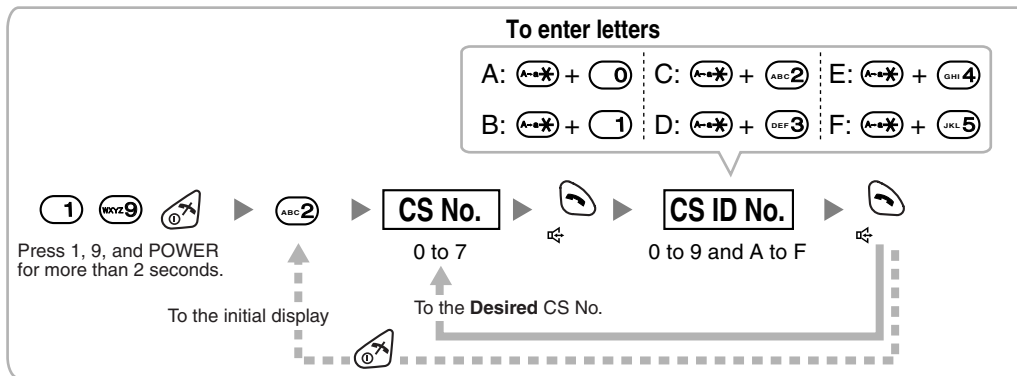 To enter letters
A: A-a✻ + 0 C: A-a✻ + ABC2 E: A-a✻ + GHI4
B: A-a✻ + 1 D: A-a✻ + DEF3 F: A-a✻ + JKL5
1 WXYZ9 ABC2 CS No. CS ID No.
Press 1, 9, and POWER
for more than 2 seconds.
0 to 7
0 to 9 and A to F
To the initial display
To the Desired CS No.